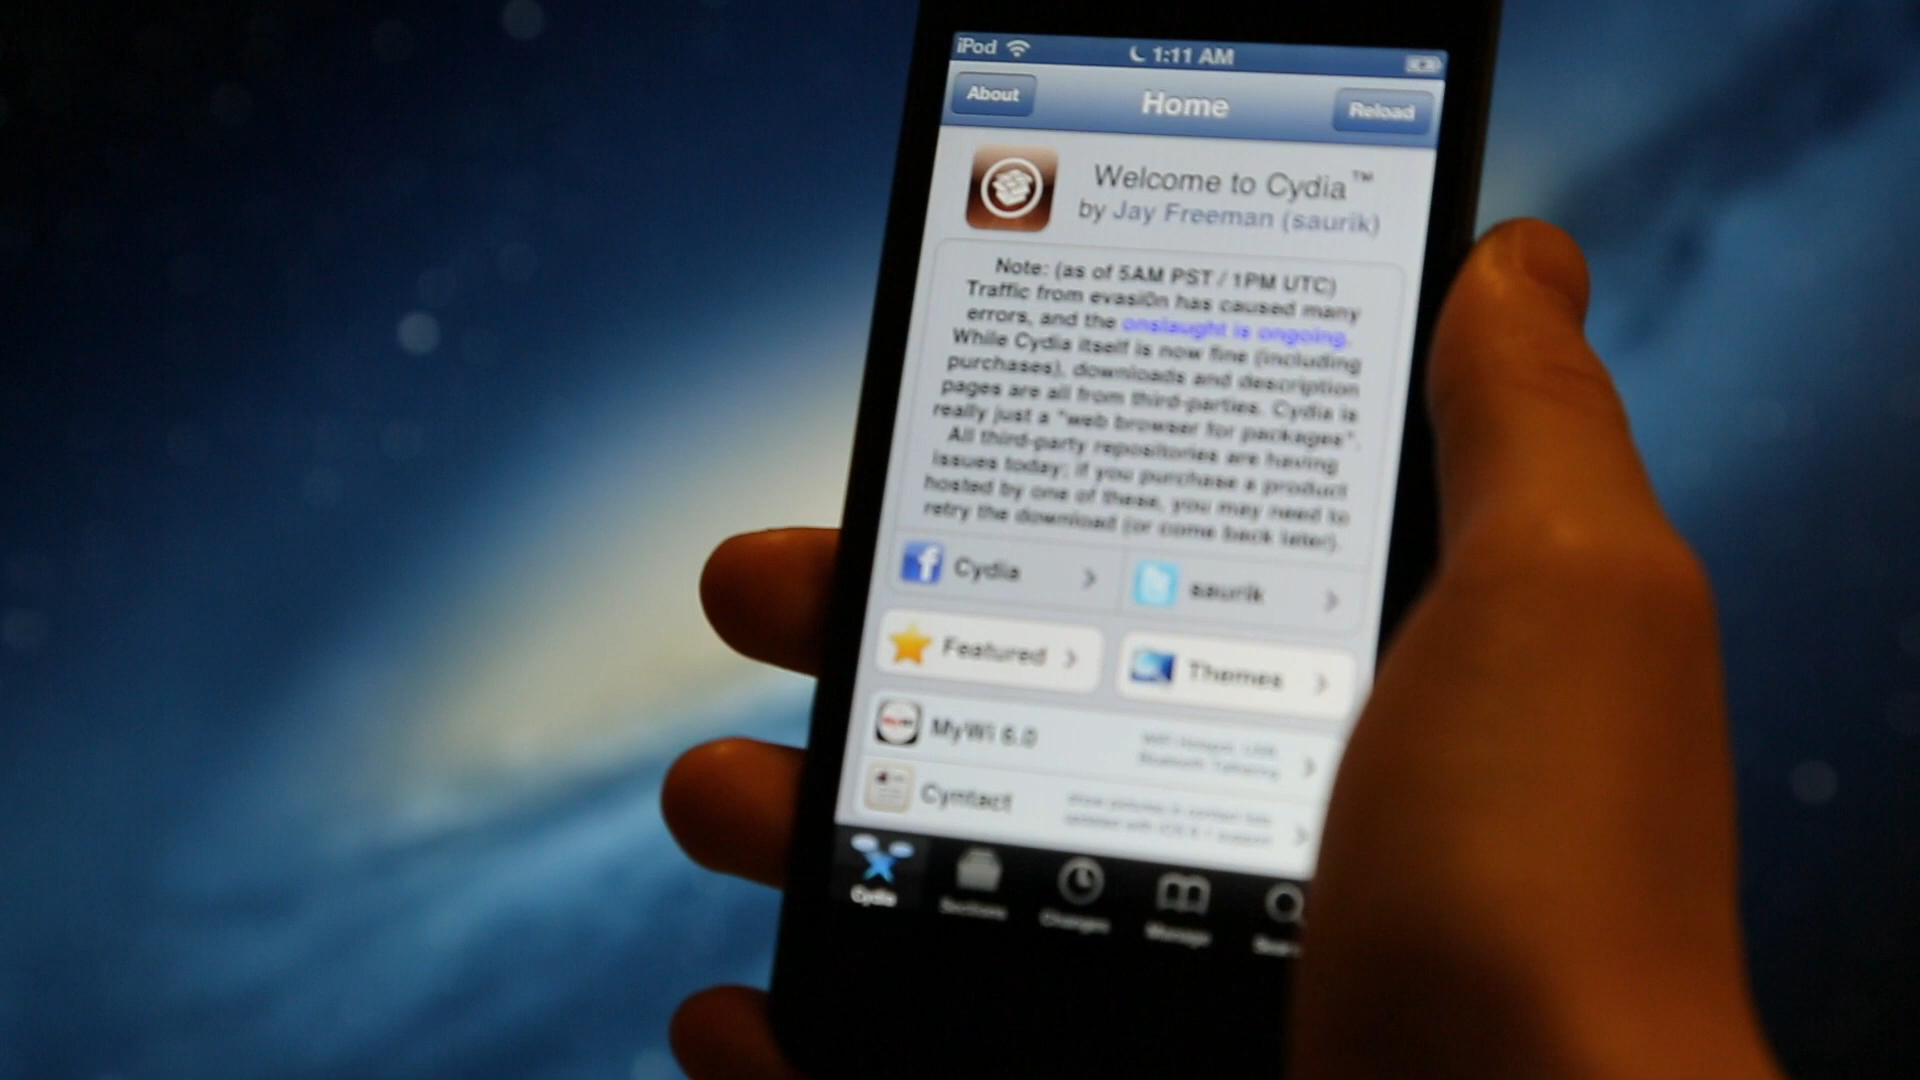 iPod 1:11 AM
About Home Reload
Welcome to Cydia™
by Jay Freeman (saurik)
Note: (as of 5AM PST / 1PM UTC)
Traffic from evasi0n has caused many
errors, and the onslaught is ongoing.
While Cydia itself is now fine (including
purchases), downloads and description
pages are all from third-parties. Cydia is
really just a "web browser for packages".
All third-party repositories are having
issues today; if you purchase a product
hosted by one of these, you may need to
retry the download (or come back later).
Cydia saurik
Featured Themes
MyWi 6.0
Cyntact
Cydia Sections Changes Manage